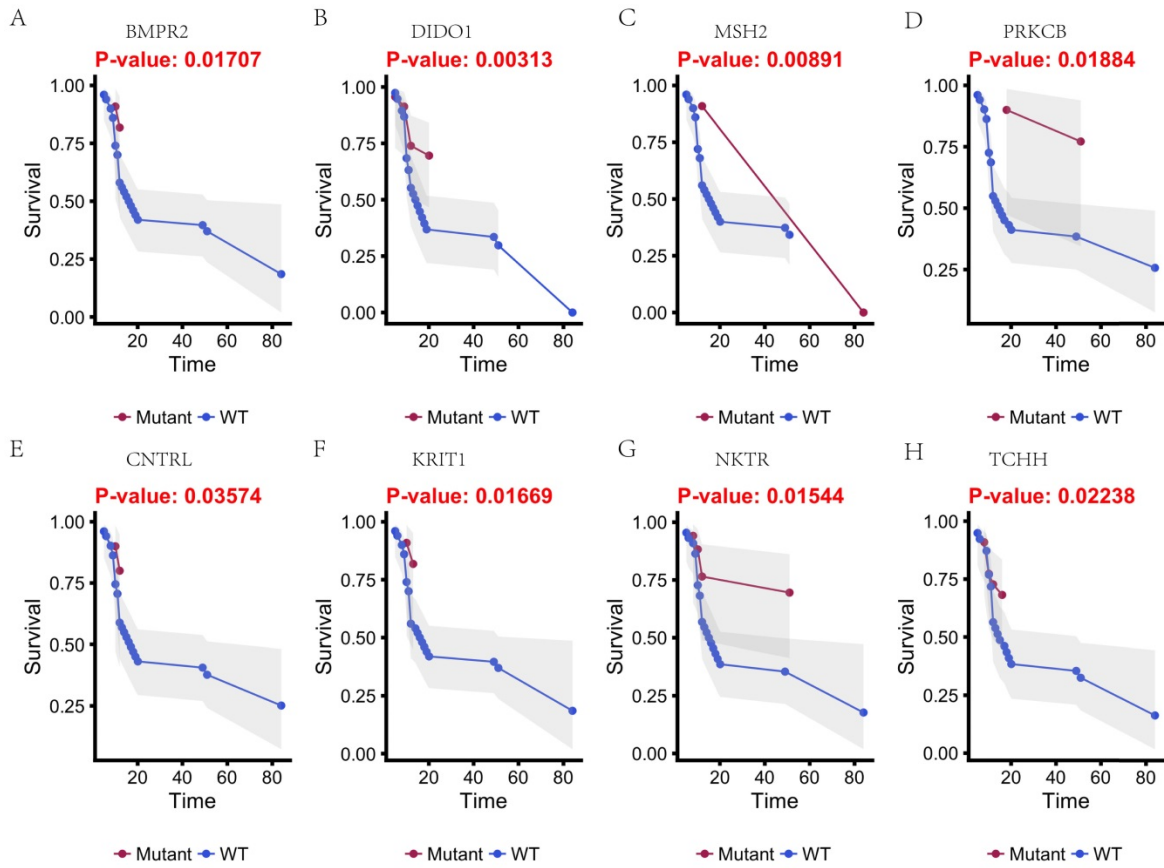 A
BMPR2
P-value: 0.01707
1.00
0.75
0.50
0.25
0.00
Survival
20 40 60 80
Time
Mutant WT
B
DIDO1
P-value: 0.00313
1.00
0.75
0.50
0.25
0.00
Survival
20 40 60 80
Time
Mutant WT
C
MSH2
P-value: 0.00891
1.00
0.75
0.50
0.25
0.00
Survival
20 40 60 80
Time
Mutant WT
D
PRKCB
P-value: 0.01884
1.00
0.75
0.50
0.25
Survival
20 40 60 80
Time
Mutant WT
E
CNTRL
P-value: 0.03574
1.00
0.75
0.50
0.25
Survival
20 40 60 80
Time
Mutant WT
F
KRIT1
P-value: 0.01669
1.00
0.75
0.50
0.25
0.00
Survival
20 40 60 80
Time
Mutant WT
G
NKTR
P-value: 0.01544
1.00
0.75
0.50
0.25
0.00
Survival
20 40 60 80
Time
Mutant WT
H
TCHH
P-value: 0.02238
1.00
0.75
0.50
0.25
0.00
Survival
20 40 60 80
Time
Mutant WT